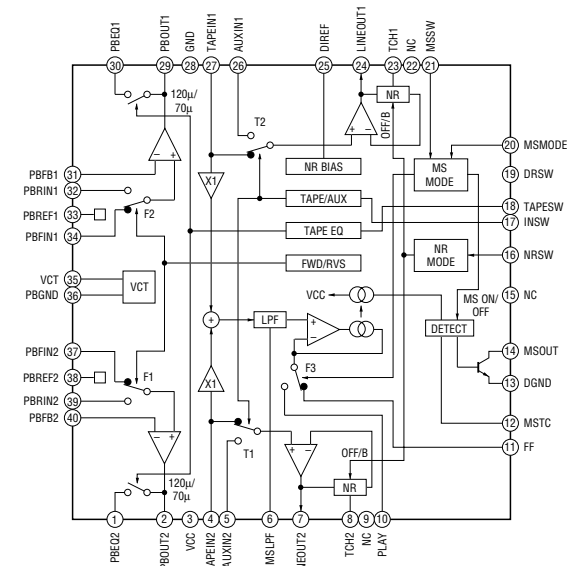 PBEQ1
PBOUT1
GND
TAPEIN1
AUXIN1
DIREF
LINEOUT1
TCH1
NC
MSSW
30
29
28
27
26
25
24
23
22
21
120μ/
70μ
T2
OFF/B
NR
+ −
− +
20 MSMODE
PBFB1 31
PBRIN1 32
PBREF1 33
PBFIN1 34
F2
X1
NR BIAS
TAPE/AUX
TAPE EQ
FWD/RVS
MS
MODE
19 DRSW
18 TAPESW
17 INSW
NR
MODE
16 NRSW
VCT 35
PBGND 36
VCT
VCC
15 NC
MS ON/
OFF
+
LPF
+
−
DETECT
14 MSOUT
13 DGND
PBFIN2 37
PBREF2 38
PBRIN2 39
PBFB2 40
F1
X1
F3
12 MSTC
11 FF
T1
− +
+ −
OFF/B
NR
120μ/
70μ
1
2
3
4
5
6
7
8
9
10
PBEQ2
PBOUT2
VCC
APEIN2
AUXIN2
MSLPF
NEOUT2
TCH2
NC
PLAY